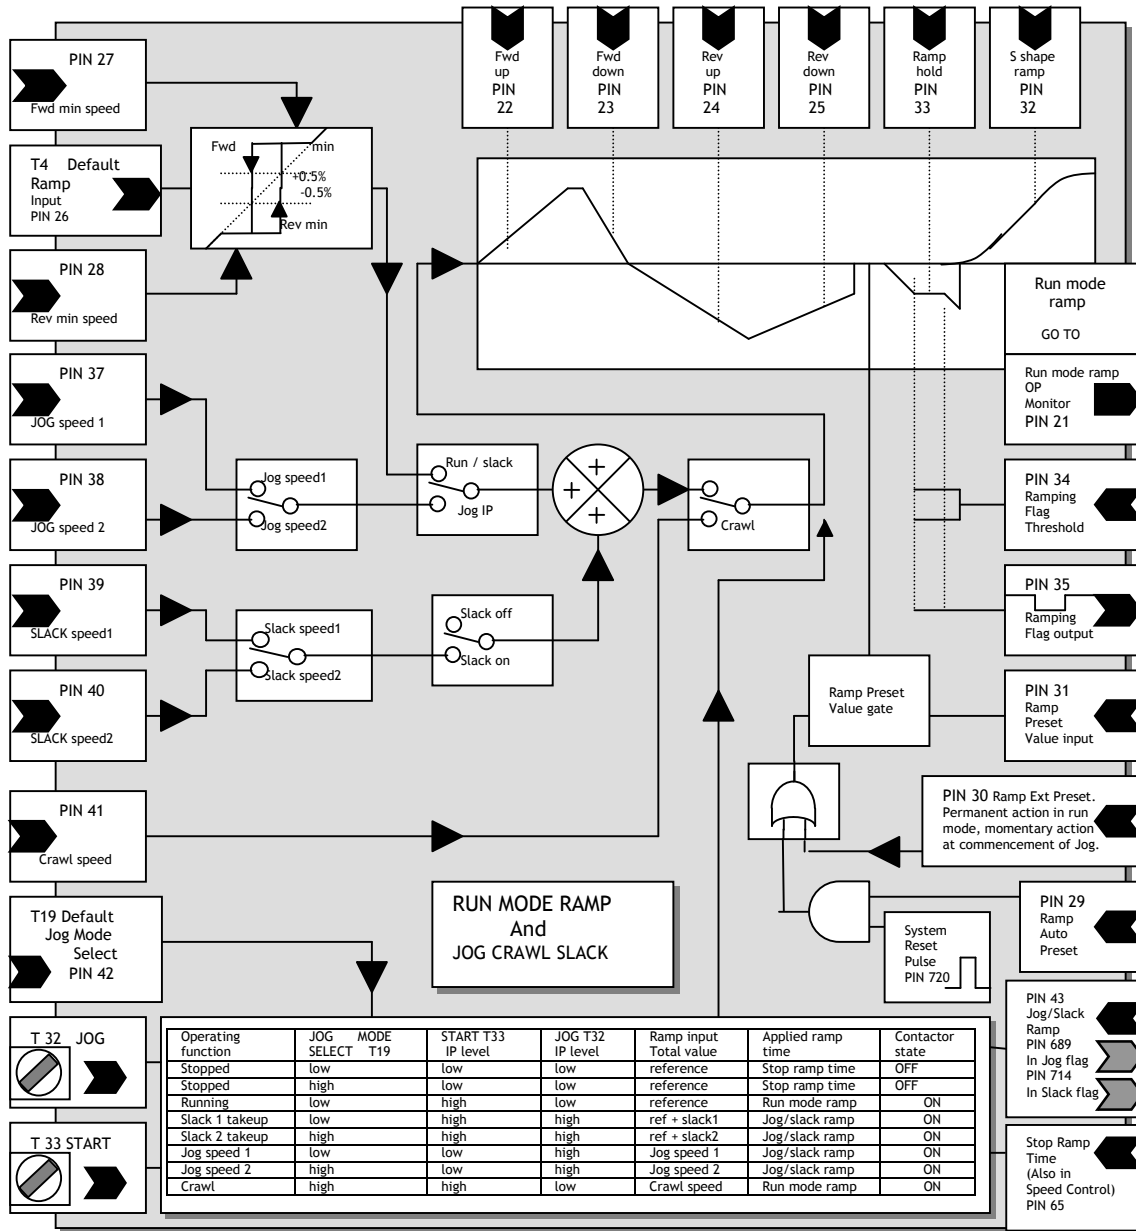 Fwd
up
PIN
22
Fwd
down
PIN
23
Rev
up
PIN
24
Rev
down
PIN
25
Ramp
hold
PIN
33
S shape
ramp
PIN
32
PIN 27
Fwd min speed
T4 Default
Ramp
Input
PIN 26
Fwd min
+0.5%
-0.5%
Rev min
PIN 28
Rev min speed
Run mode
ramp
GO TO
Run mode ramp
OP
Monitor
PIN 21
PIN 37
JOG speed 1
PIN 38
JOG speed 2
Jog speed1
Jog speed2
Run / slack
Jog IP
+
+
+
Crawl
PIN 34
Ramping
Flag
Threshold
PIN 39
SLACK speed1
PIN 40
SLACK speed2
Slack speed1
Slack speed2
Slack off
Slack on
PIN 35
Ramping
Flag output
Ramp Preset
Value gate
PIN 31
Ramp
Preset
Value input
PIN 41
Crawl speed
PIN 30 Ramp Ext Preset.
Permanent action in run
mode, momentary action
at commencement of Jog.
T19 Default
Jog Mode
Select
PIN 42
RUN MODE RAMP
And
JOG CRAWL SLACK
System
Reset
Pulse
PIN 720
PIN 29
Ramp
Auto
Preset
PIN 43
Jog/Slack
Ramp
PIN 689
In Jog flag
PIN 714
In Slack flag
T 32 JOG
T 33 START
Operating function JOG MODE SELECT T19 START T33 IP level JOG T32 IP level Ramp input Total value Applied ramp time Contactor state
Stopped low low low reference Stop ramp time OFF
Stopped high low low reference Stop ramp time OFF
Running low high low reference Run mode ramp ON
Slack 1 takeup low high high ref + slack1 Jog/slack ramp ON
Slack 2 takeup high high high ref + slack2 Jog/slack ramp ON
Jog speed 1 low low high Jog speed 1 Jog/slack ramp ON
Jog speed 2 high low high Jog speed 2 Jog/slack ramp ON
Crawl high high low Crawl speed Run mode ramp ON
Stop Ramp
Time
(Also in
Speed Control)
PIN 65